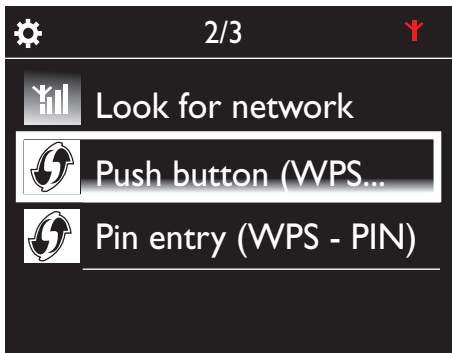 2/3
Look for network
Push button (WPS...
Pin entry (WPS - PIN)